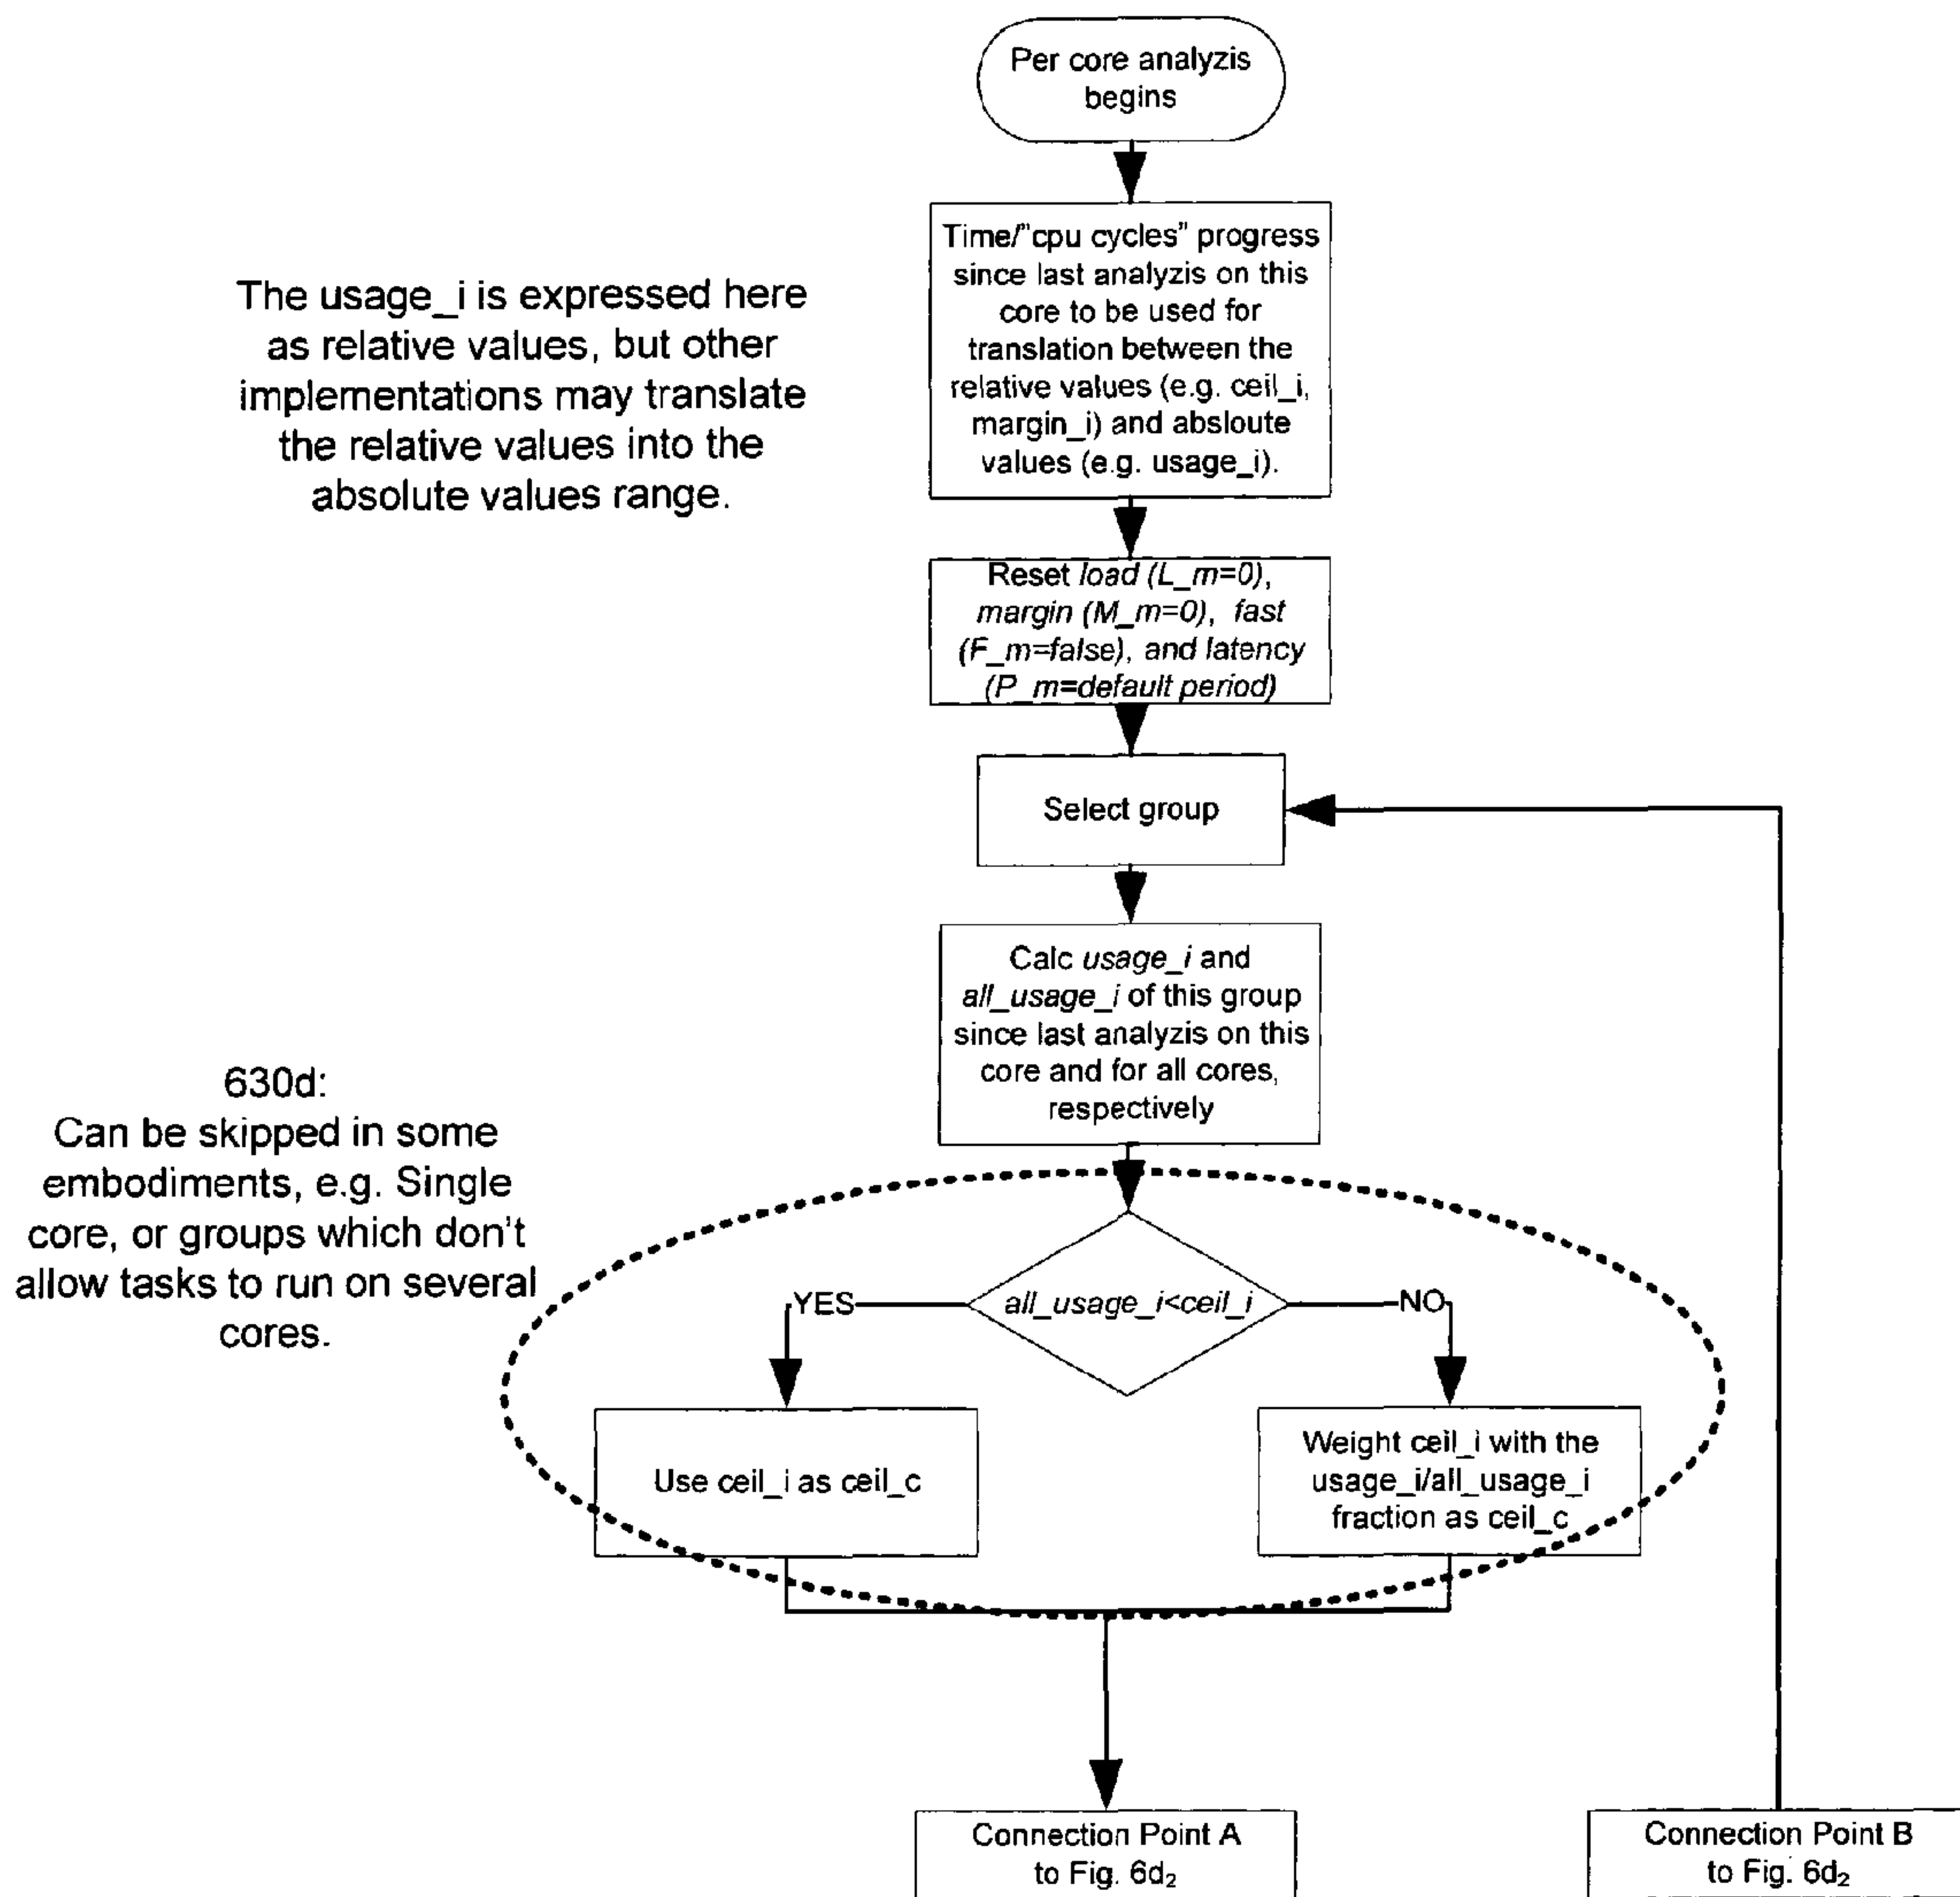 Per core analyzis
begins
The usage_i is expressed here
as relative values, but other
implementations may translate
the relative values into the
absolute values range.
Time/"cpu cycles" progress
since last analyzis on this
core to be used for
translation between the
relative values (e.g. ceil_i,
margin_i) and absloute
values (e.g. usage_i).
Reset load (L_m=0),
margin (M_m=0), fast
(F_m=false), and latency
(P_m=default period)
Select group
Calc usage_i and
all_usage_i of this group
since last analyzis on this
core and for all cores,
respectively
630d:
Can be skipped in some
embodiments, e.g. Single
core, or groups which don't
allow tasks to run on several
cores.
YES
all_usage_i<ceil_i
NO
Use ceil_i as ceil_c
Weight ceil_i with the
usage_i/all_usage_i
fraction as ceil_c
Connection Point A
to Fig. 6d₂
Connection Point B
to Fig. 6d₂